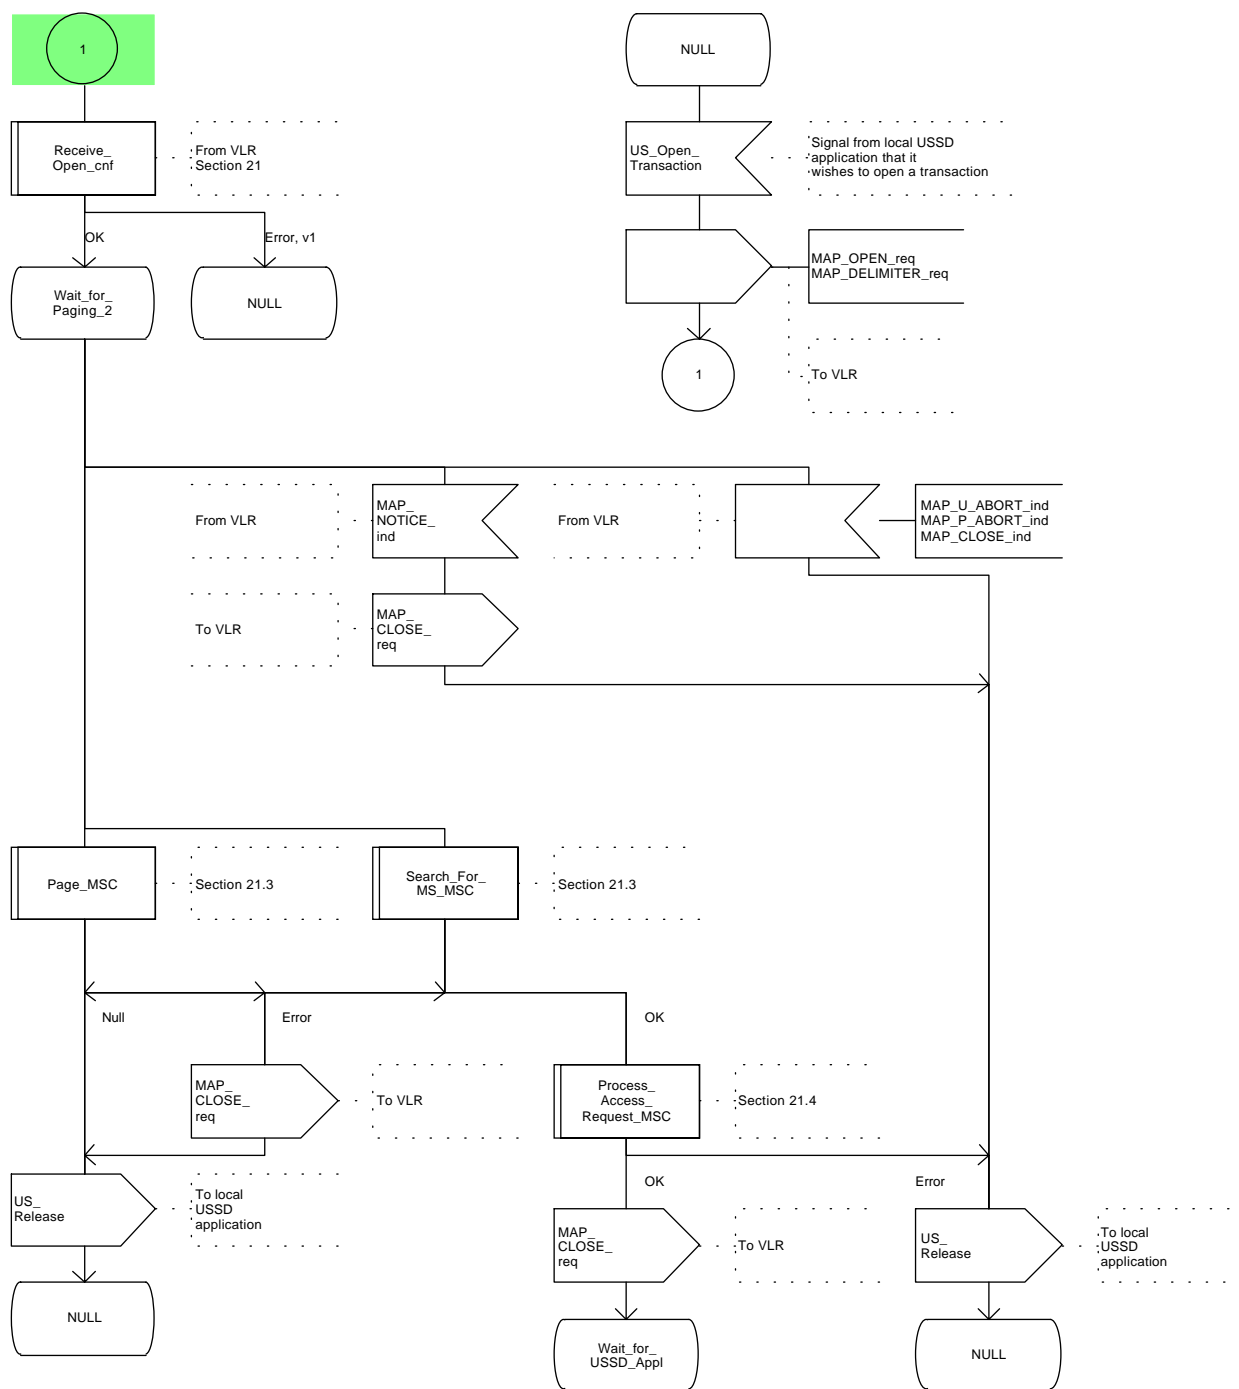 1
NULL
Receive_
Open_cnf
From VLR
Section 21
US_Open_
Transaction
Signal from local USSD
application that it
wishes to open a transaction
OK
Error, v1
MAP_OPEN_req
MAP_DELIMITER_req
Wait_for_
Paging_2
NULL
1
To VLR
From VLR
MAP_
NOTICE_
ind
From VLR
MAP_U_ABORT_ind
MAP_P_ABORT_ind
MAP_CLOSE_ind
To VLR
MAP_
CLOSE_
req
Page_MSC
Section 21.3
Search_For_
MS_MSC
Section 21.3
Null
Error
OK
MAP_
CLOSE_
req
To VLR
Process_
Access_
Request_MSC
Section 21.4
OK
Error
US_
Release
To local
USSD
application
MAP_
CLOSE_
req
To VLR
US_
Release
To local
USSD
application
NULL
Wait_for_
USSD_Appl
NULL